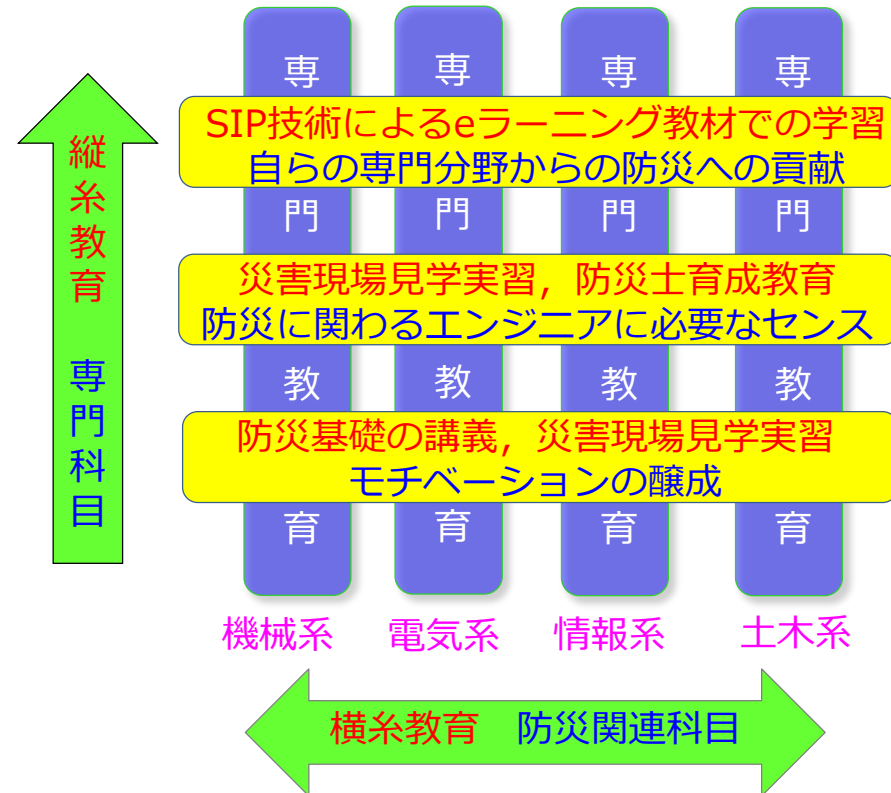 縦糸教育 専門科目
専門教育
専門教育
専門教育
専門教育
SIP技術によるeラーニング教材での学習
自らの専門分野からの防災への貢献
災害現場見学実習，防災士育成教育
防災に関わるエンジニアに必要なセンス
防災基礎の講義，災害現場見学実習
モチベーションの醸成
機械系
電気系
情報系
土木系
横糸教育 防災関連科目